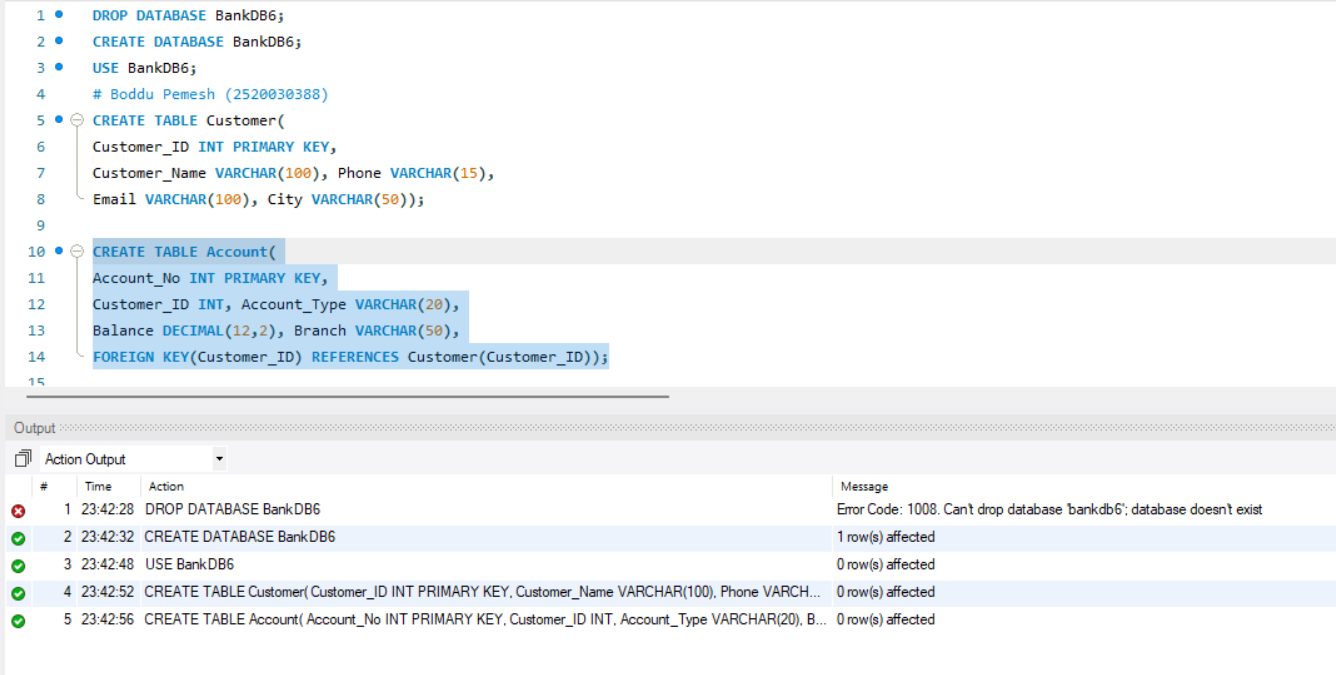 1 DROP DATABASE BankDB6;
2 CREATE DATABASE BankDB6;
3 USE BankDB6;
4 # Boddu Pemesh (2520030388)
5 CREATE TABLE Customer(
6 Customer_ID INT PRIMARY KEY,
7 Customer_Name VARCHAR(100), Phone VARCHAR(15),
8 Email VARCHAR(100), City VARCHAR(50));
9
10 CREATE TABLE Account(
11 Account_No INT PRIMARY KEY,
12 Customer_ID INT, Account_Type VARCHAR(20),
13 Balance DECIMAL(12,2), Branch VARCHAR(50),
14 FOREIGN KEY(Customer_ID) REFERENCES Customer(Customer_ID));
15
Output
Action Output
# Time Action Message
1 23:42:28 DROP DATABASE BankDB6 Error Code: 1008. Can't drop database 'bankdb6'; database doesn't exist
2 23:42:32 CREATE DATABASE BankDB6 1 row(s) affected
3 23:42:48 USE BankDB6 0 row(s) affected
4 23:42:52 CREATE TABLE Customer( Customer_ID INT PRIMARY KEY, Customer_Name VARCHAR(100), Phone VARCH... 0 row(s) affected
5 23:42:56 CREATE TABLE Account( Account_No INT PRIMARY KEY, Customer_ID INT, Account_Type VARCHAR(20), B... 0 row(s) affected